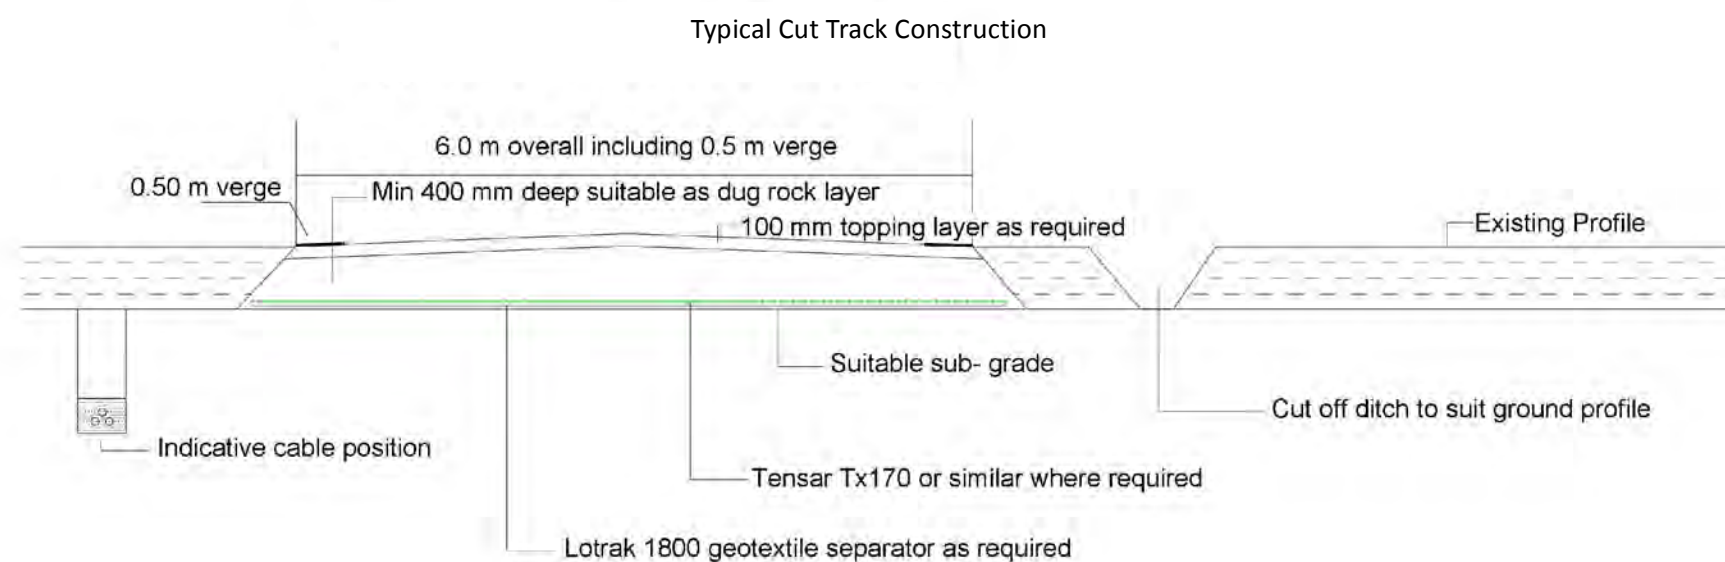 Typical Cut Track Construction
6.0 m overall including 0.5 m verge
0.50 m verge
Min 400 mm deep suitable as dug rock layer
100 mm topping layer as required
Existing Profile
Suitable sub- grade
Cut off ditch to suit ground profile
Indicative cable position
Tensar Tx170 or similar where required
Lotrak 1800 geotextile separator as required